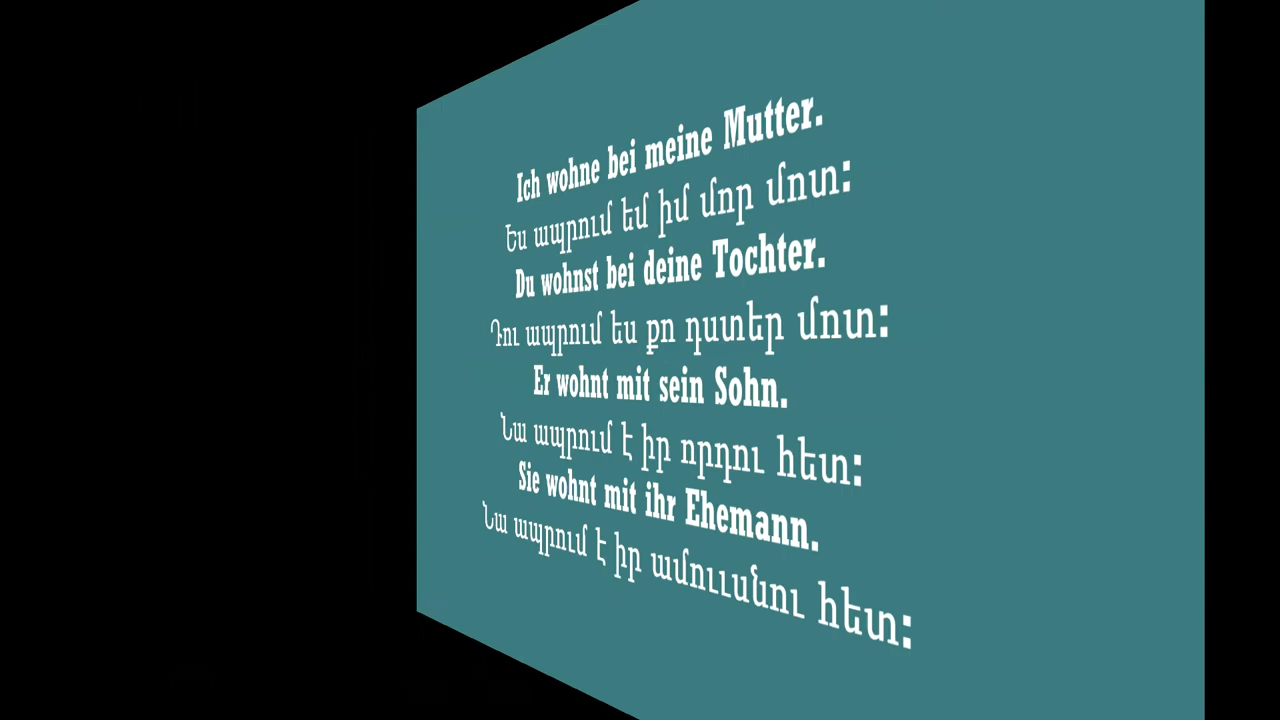 Ich wohne bei meine Mutter.
Ես ապրում եմ իմ մոր մոտ:
Du wohnst bei deine Tochter.
Դու ապրում ես քո դստեր մոտ:
Er wohnt mit sein Sohn.
Նա ապրում է իր որդու հետ:
Sie wohnt mit ihr Ehemann.
Նա ապրում է իր ամուււսնու հետ: